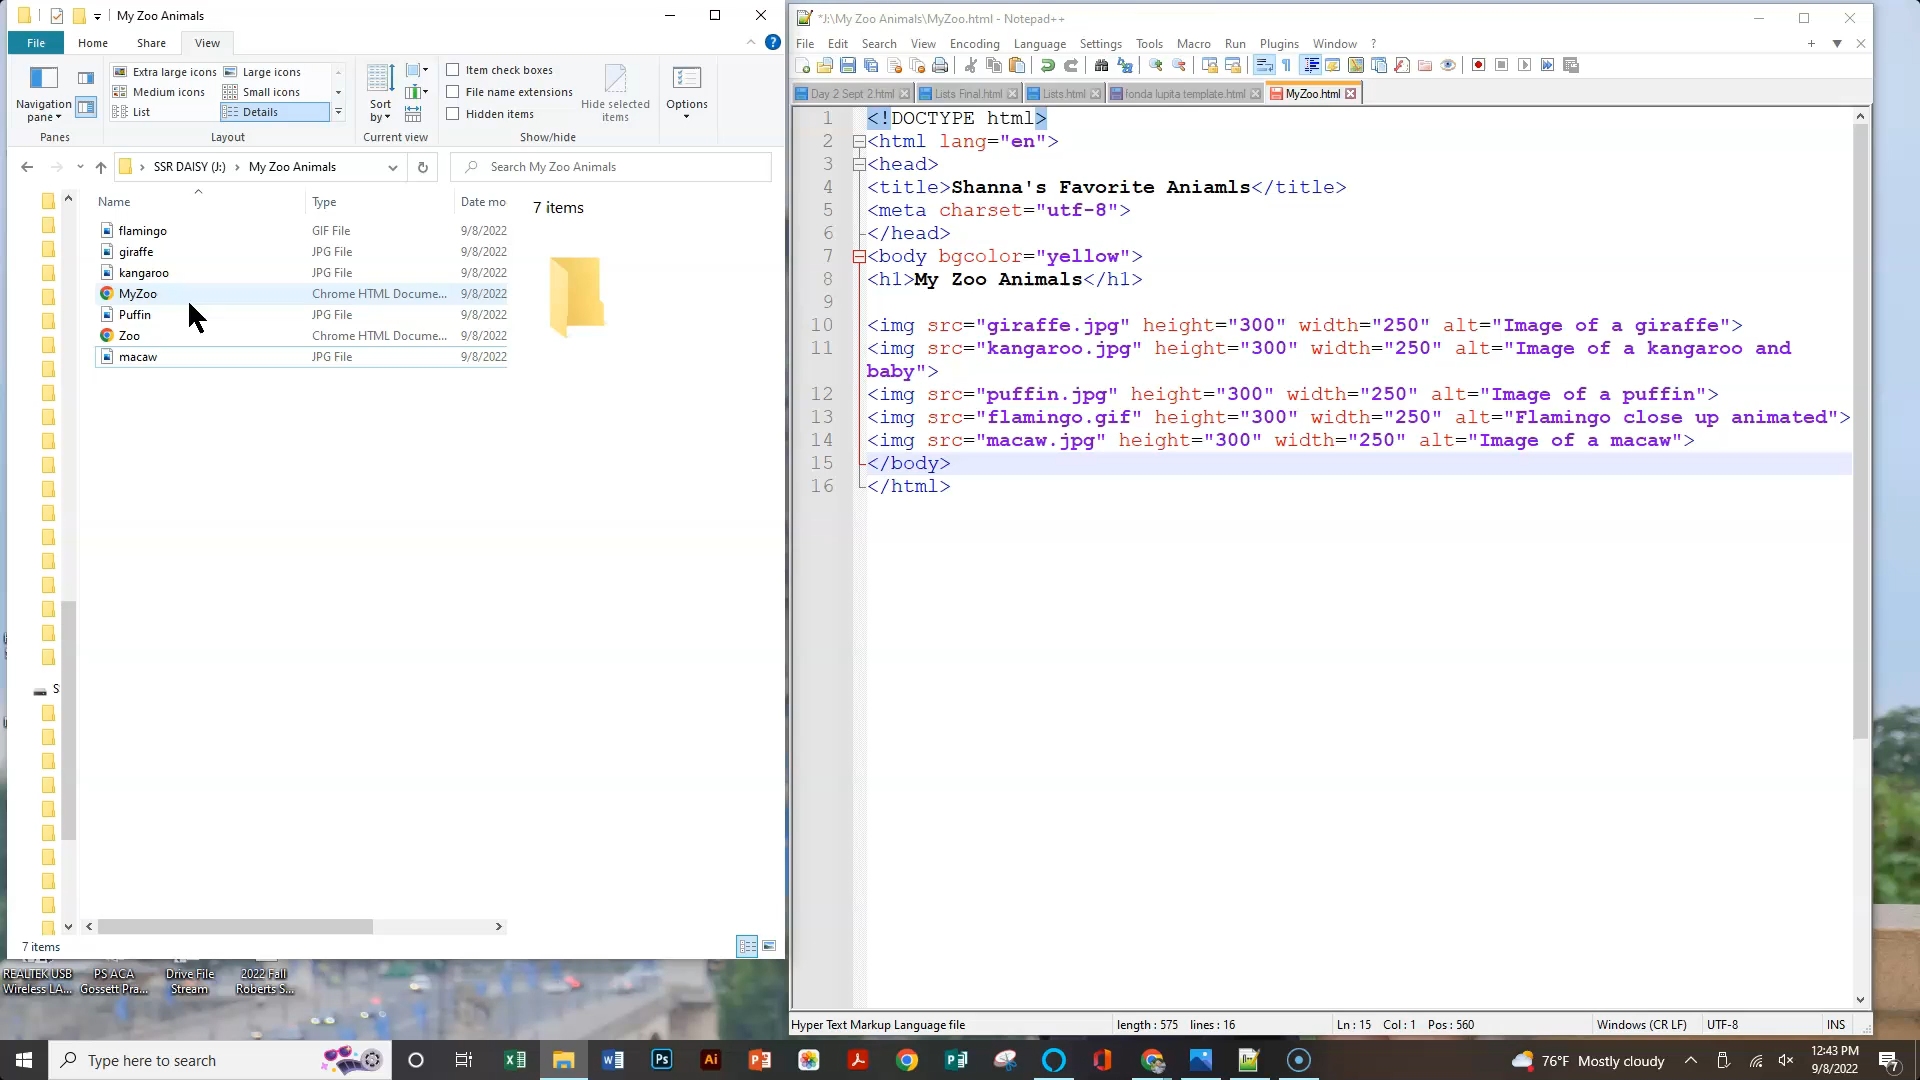 My Zoo Animals
File Home Share View
Navigation pane
Extra large icons
Large icons
Medium icons
Small icons
List
Details
Sort by
Item check boxes
File name extensions
Hidden items
Hide selected items
Options
Panes
Layout
Current view
Show/hide
SSR DAISY (J:) › My Zoo Animals
Search My Zoo Animals
Name Type Date mo
7 items
flamingo GIF File 9/8/2022
giraffe JPG File 9/8/2022
kangaroo JPG File 9/8/2022
MyZoo Chrome HTML Docume... 9/8/2022
Puffin JPG File 9/8/2022
Zoo Chrome HTML Docume... 9/8/2022
macaw JPG File 9/8/2022
S
7 items
REALTEK USB Wireless LA...
PS ACA Gossett Pra...
Drive File Stream
2022 Fall Roberts S...
*J:\My Zoo Animals\MyZoo.html - Notepad++
File Edit Search View Encoding Language Settings Tools Macro Run Plugins Window ?
Day 2 Sept 2.html
Lists Final.html
Lists.html
fonda lupita template.html
MyZoo.html
1 <!DOCTYPE html>
2 <html lang="en">
3 <head>
4 <title>Shanna's Favorite Aniamls</title>
5 <meta charset="utf-8">
6 </head>
7 <body bgcolor="yellow">
8 <h1>My Zoo Animals</h1>
9
10 <img src="giraffe.jpg" height="300" width="250" alt="Image of a giraffe">
11 <img src="kangaroo.jpg" height="300" width="250" alt="Image of a kangaroo and
baby">
12 <img src="puffin.jpg" height="300" width="250" alt="Image of a puffin">
13 <img src="flamingo.gif" height="300" width="250" alt="Flamingo close up animated">
14 <img src="macaw.jpg" height="300" width="250" alt="Image of a macaw">
15 </body>
16 </html>
Hyper Text Markup Language file
length : 575 lines : 16
Ln : 15 Col : 1 Pos : 560
Windows (CR LF)
UTF-8
INS
Type here to search
76°F Mostly cloudy
12:43 PM
9/8/2022
7